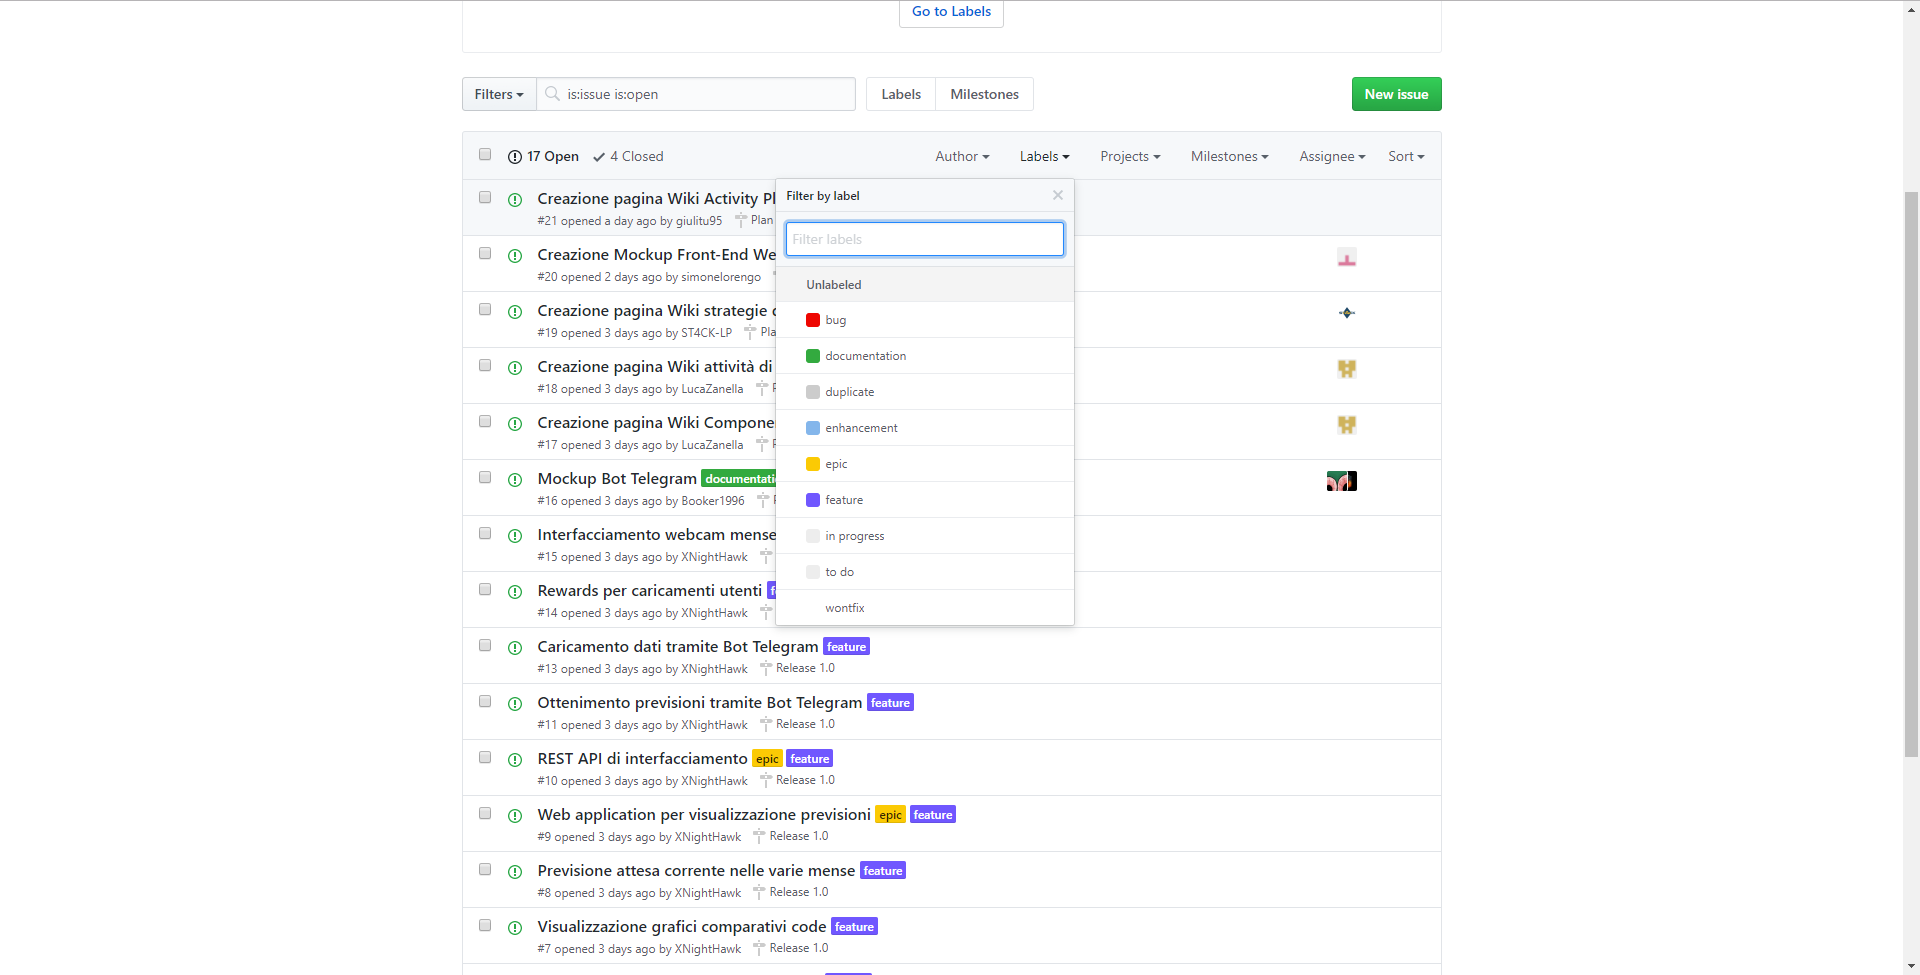 Go to Labels
Filters is:issue is:open Labels Milestones New issue
17 Open 4 Closed Author Labels Projects Milestones Assignee Sort
Filter by label
Filter labels
Unlabeled
bug
documentation
duplicate
enhancement
epic
feature
in progress
to do
wontfix
Creazione pagina Wiki Activity Pl
#21 opened a day ago by giulitu95 Plan
Creazione Mockup Front-End We
#20 opened 2 days ago by simonelorengo
Creazione pagina Wiki strategie
#19 opened 3 days ago by ST4CK-LP Pla
Creazione pagina Wiki attività di
#18 opened 3 days ago by LucaZanella
Creazione pagina Wiki Compone
#17 opened 3 days ago by LucaZanella
Mockup Bot Telegram documentati
#16 opened 3 days ago by Booker1996
Interfacciamento webcam mense
#15 opened 3 days ago by XNightHawk
Rewards per caricamenti utenti
#14 opened 3 days ago by XNightHawk
Caricamento dati tramite Bot Telegram feature
#13 opened 3 days ago by XNightHawk Release 1.0
Ottenimento previsioni tramite Bot Telegram feature
#11 opened 3 days ago by XNightHawk Release 1.0
REST API di interfacciamento epic feature
#10 opened 3 days ago by XNightHawk Release 1.0
Web application per visualizzazione previsioni epic feature
#9 opened 3 days ago by XNightHawk Release 1.0
Previsione attesa corrente nelle varie mense feature
#8 opened 3 days ago by XNightHawk Release 1.0
Visualizzazione grafici comparativi code feature
#7 opened 3 days ago by XNightHawk Release 1.0